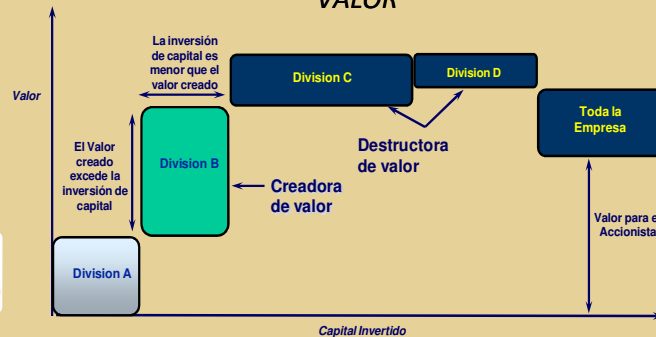 VALOR
La inversión
de capital es
menor que el
valor creado
Valor
Division C
Division D
Toda la
Empresa
El Valor
creado
excede la
inversión de
capital
Division B
Destructora
de valor
Creadora
de valor
Valor para e
Accionista
Division A
Capital Invertido